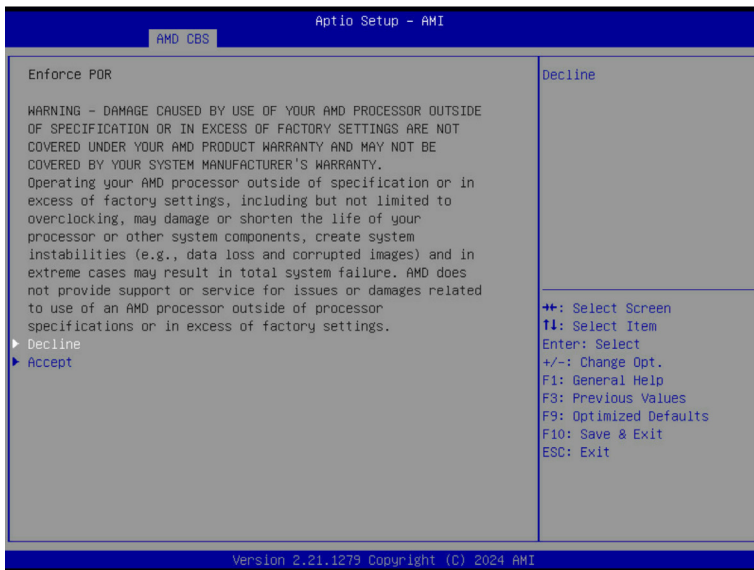 Aptio Setup – AMI
AMD CBS
Enforce POR
WARNING – DAMAGE CAUSED BY USE OF YOUR AMD PROCESSOR OUTSIDE
OF SPECIFICATION OR IN EXCESS OF FACTORY SETTINGS ARE NOT
COVERED UNDER YOUR AMD PRODUCT WARRANTY AND MAY NOT BE
COVERED BY YOUR SYSTEM MANUFACTURER'S WARRANTY.
Operating your AMD processor outside of specification or in
excess of factory settings, including but not limited to
overclocking, may damage or shorten the life of your
processor or other system components, create system
instabilities (e.g., data loss and corrupted images) and in
extreme cases may result in total system failure. AMD does
not provide support or service for issues or damages related
to use of an AMD processor outside of processor
specifications or in excess of factory settings.
Decline
Accept
Decline
→←: Select Screen
↑↓: Select Item
Enter: Select
+/-: Change Opt.
F1: General Help
F3: Previous Values
F9: Optimized Defaults
F10: Save & Exit
ESC: Exit
Version 2.21.1279 Copyright (C) 2024 AMI